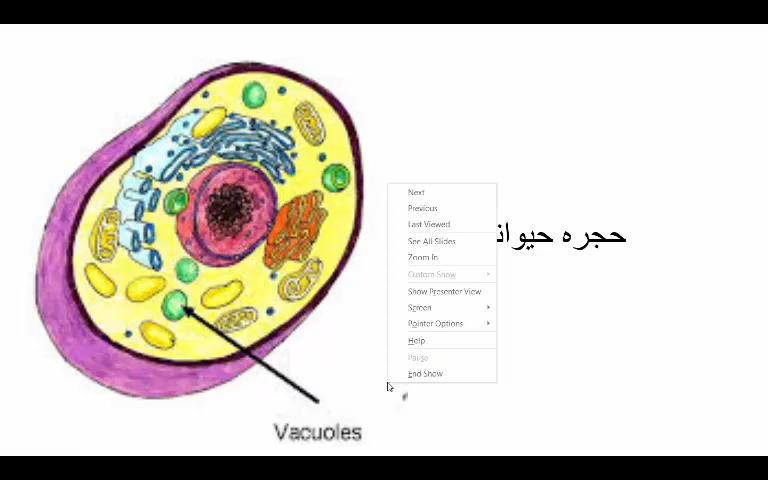 حجره حیوان
Next
Previous
Last Viewed
See All Slides
Zoom In
Custom Show
Show Presenter View
Screen
Pointer Options
Help
Pause
End Show
Vacuoles